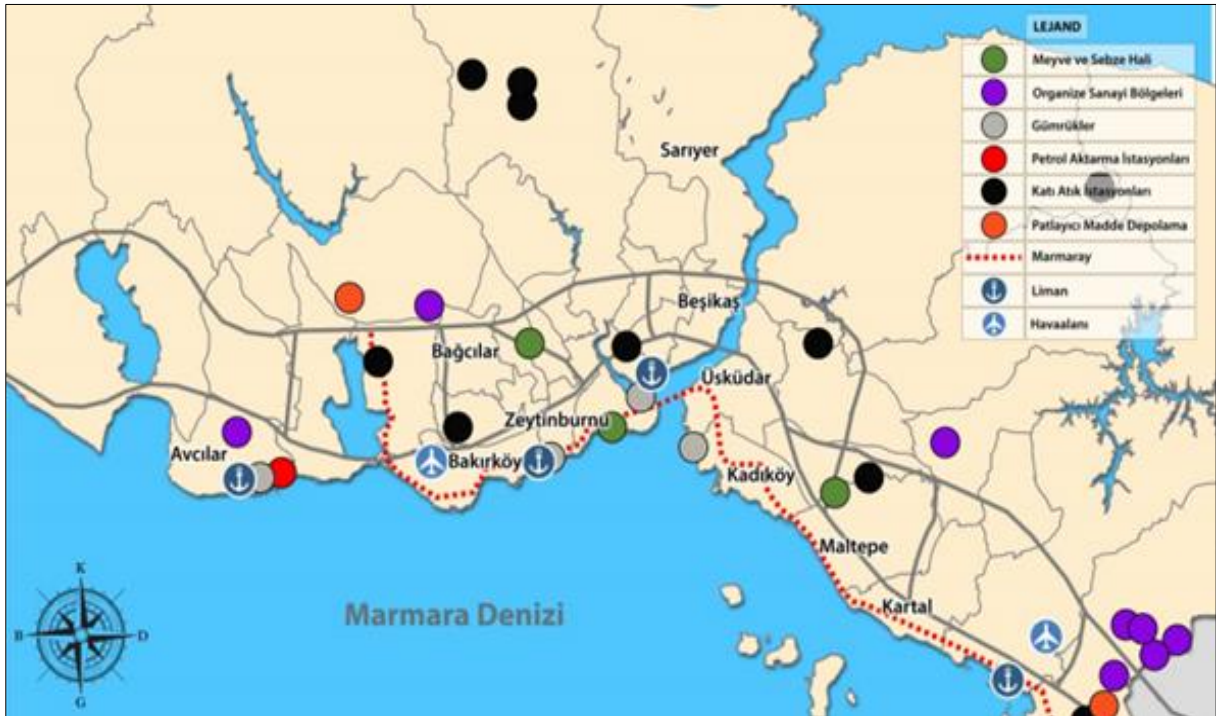 LEJAND
Meyve ve Sebze Hali
Organize Sanayi Bölgeleri
Gümrükler
Petrol Aktarma İstasyonları
Katı Atık İstasyonları
Patlayıcı Madde Depolama
Marmaray
Liman
Havaalanı
Sarıyer
Beşikaş
Bağcılar
Üsküdar
Zeytinburnu
Avcılar
Bakırköy
Kadıköy
Maltepe
Kartal
Marmara Denizi
K
B
D
G